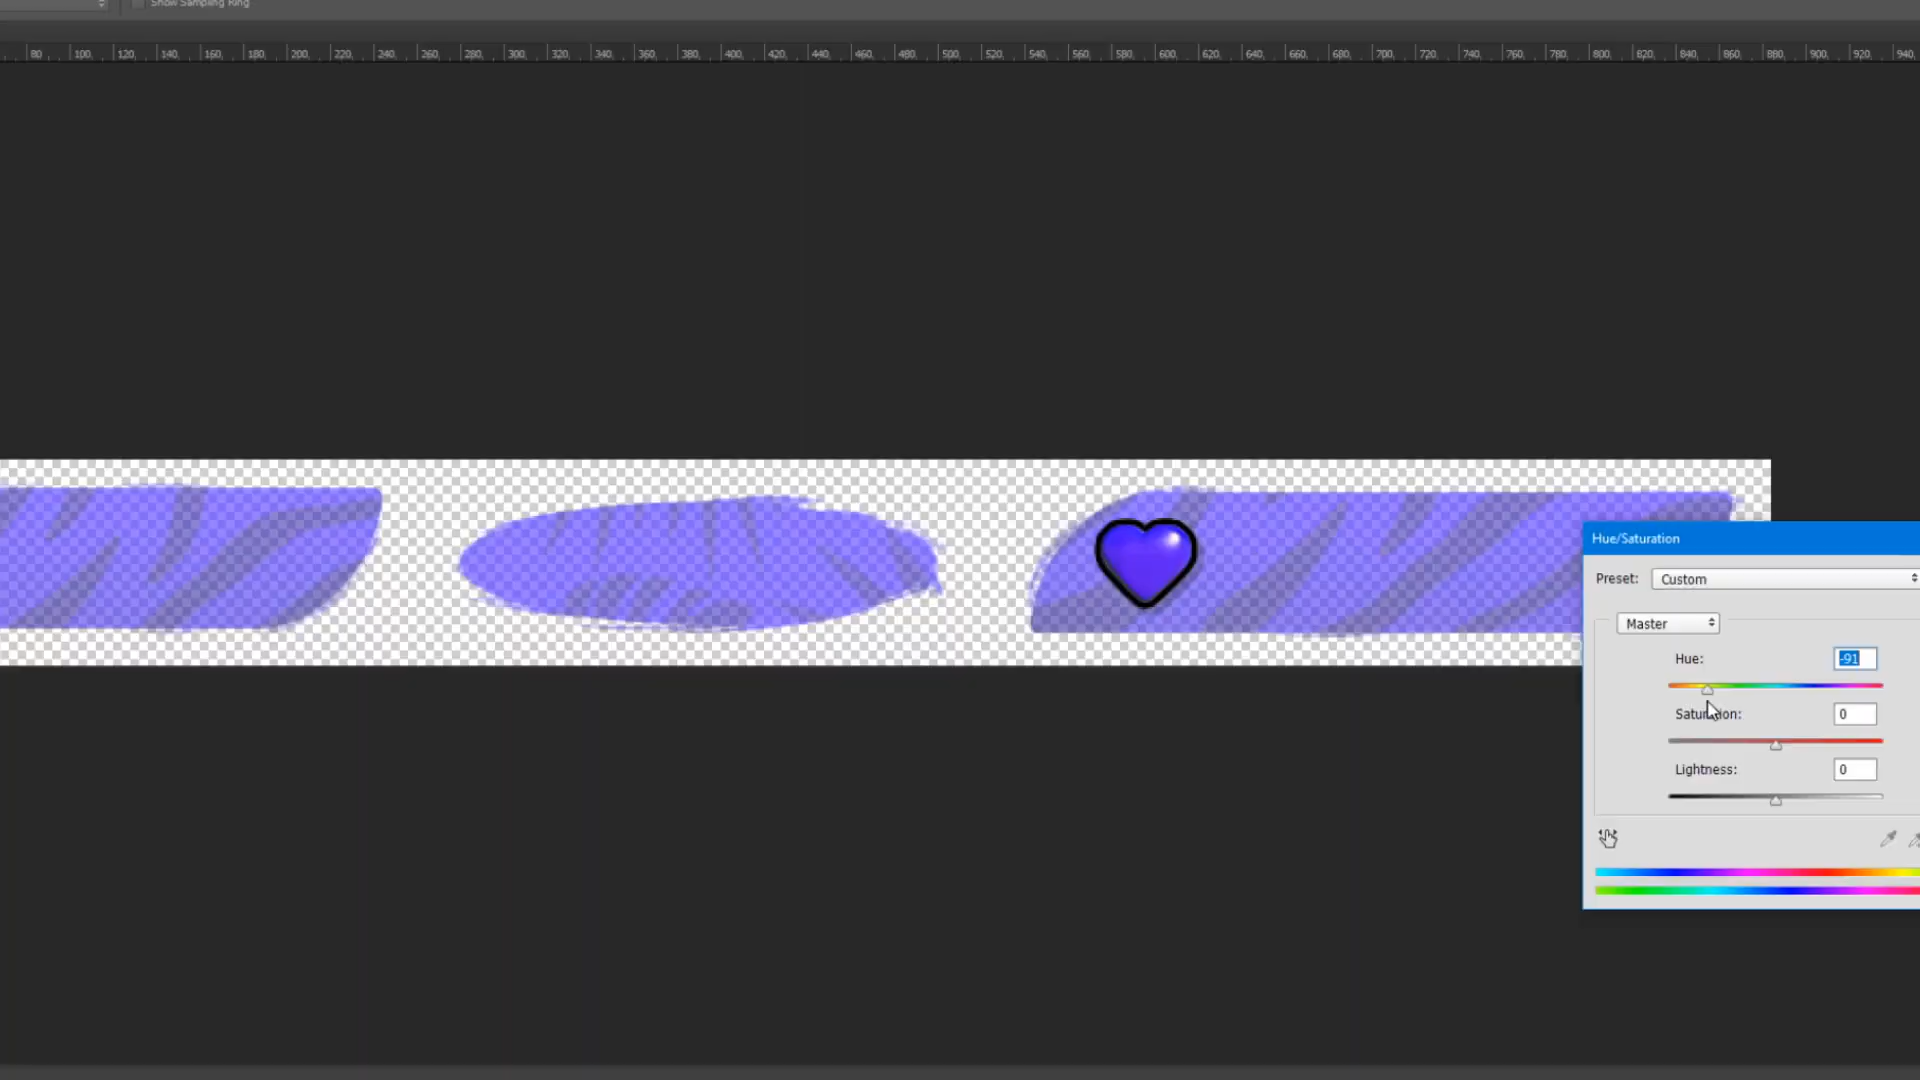 Show Sampling Ring
80 100 120 140 160 180 200 220 240 260 280 300 320 340 360 380 400 420 440 460 480 500 520 540 560 580 600 620 640 660 680 700 720 740 760 780 800 820 840 860 880 900 920 940
Hue/Saturation
Preset: Custom
Master
Hue: -91
Saturation: 0
Lightness: 0